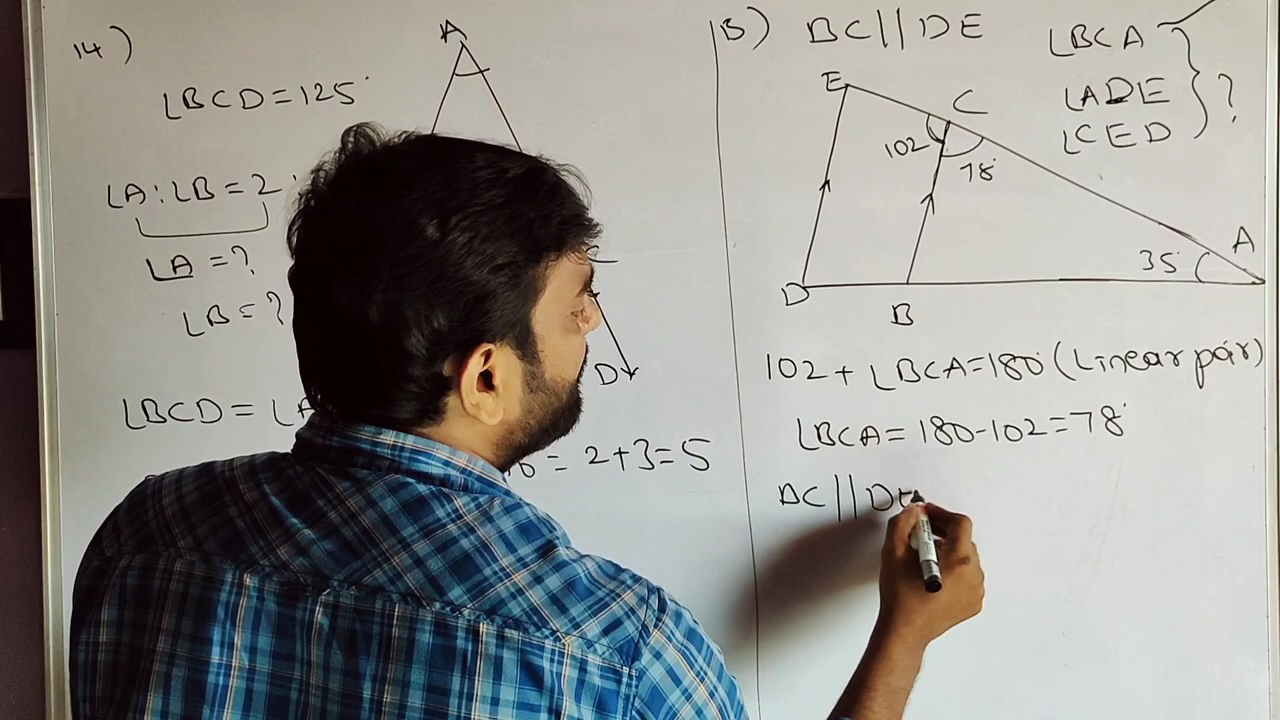 14)
∠BCD = 125°
A
∠A : ∠B = 2
∠A = ?
∠B = ?
C
D
∠BCD = ∠A
= 2+3=5
15) BC // DE
∠BCA
∠ADE
∠CED
?
E
C
102
78°
35°
A
D
B
102 + ∠BCA = 180° (Linear pair)
∠BCA = 180-102 = 78°
BC // DE